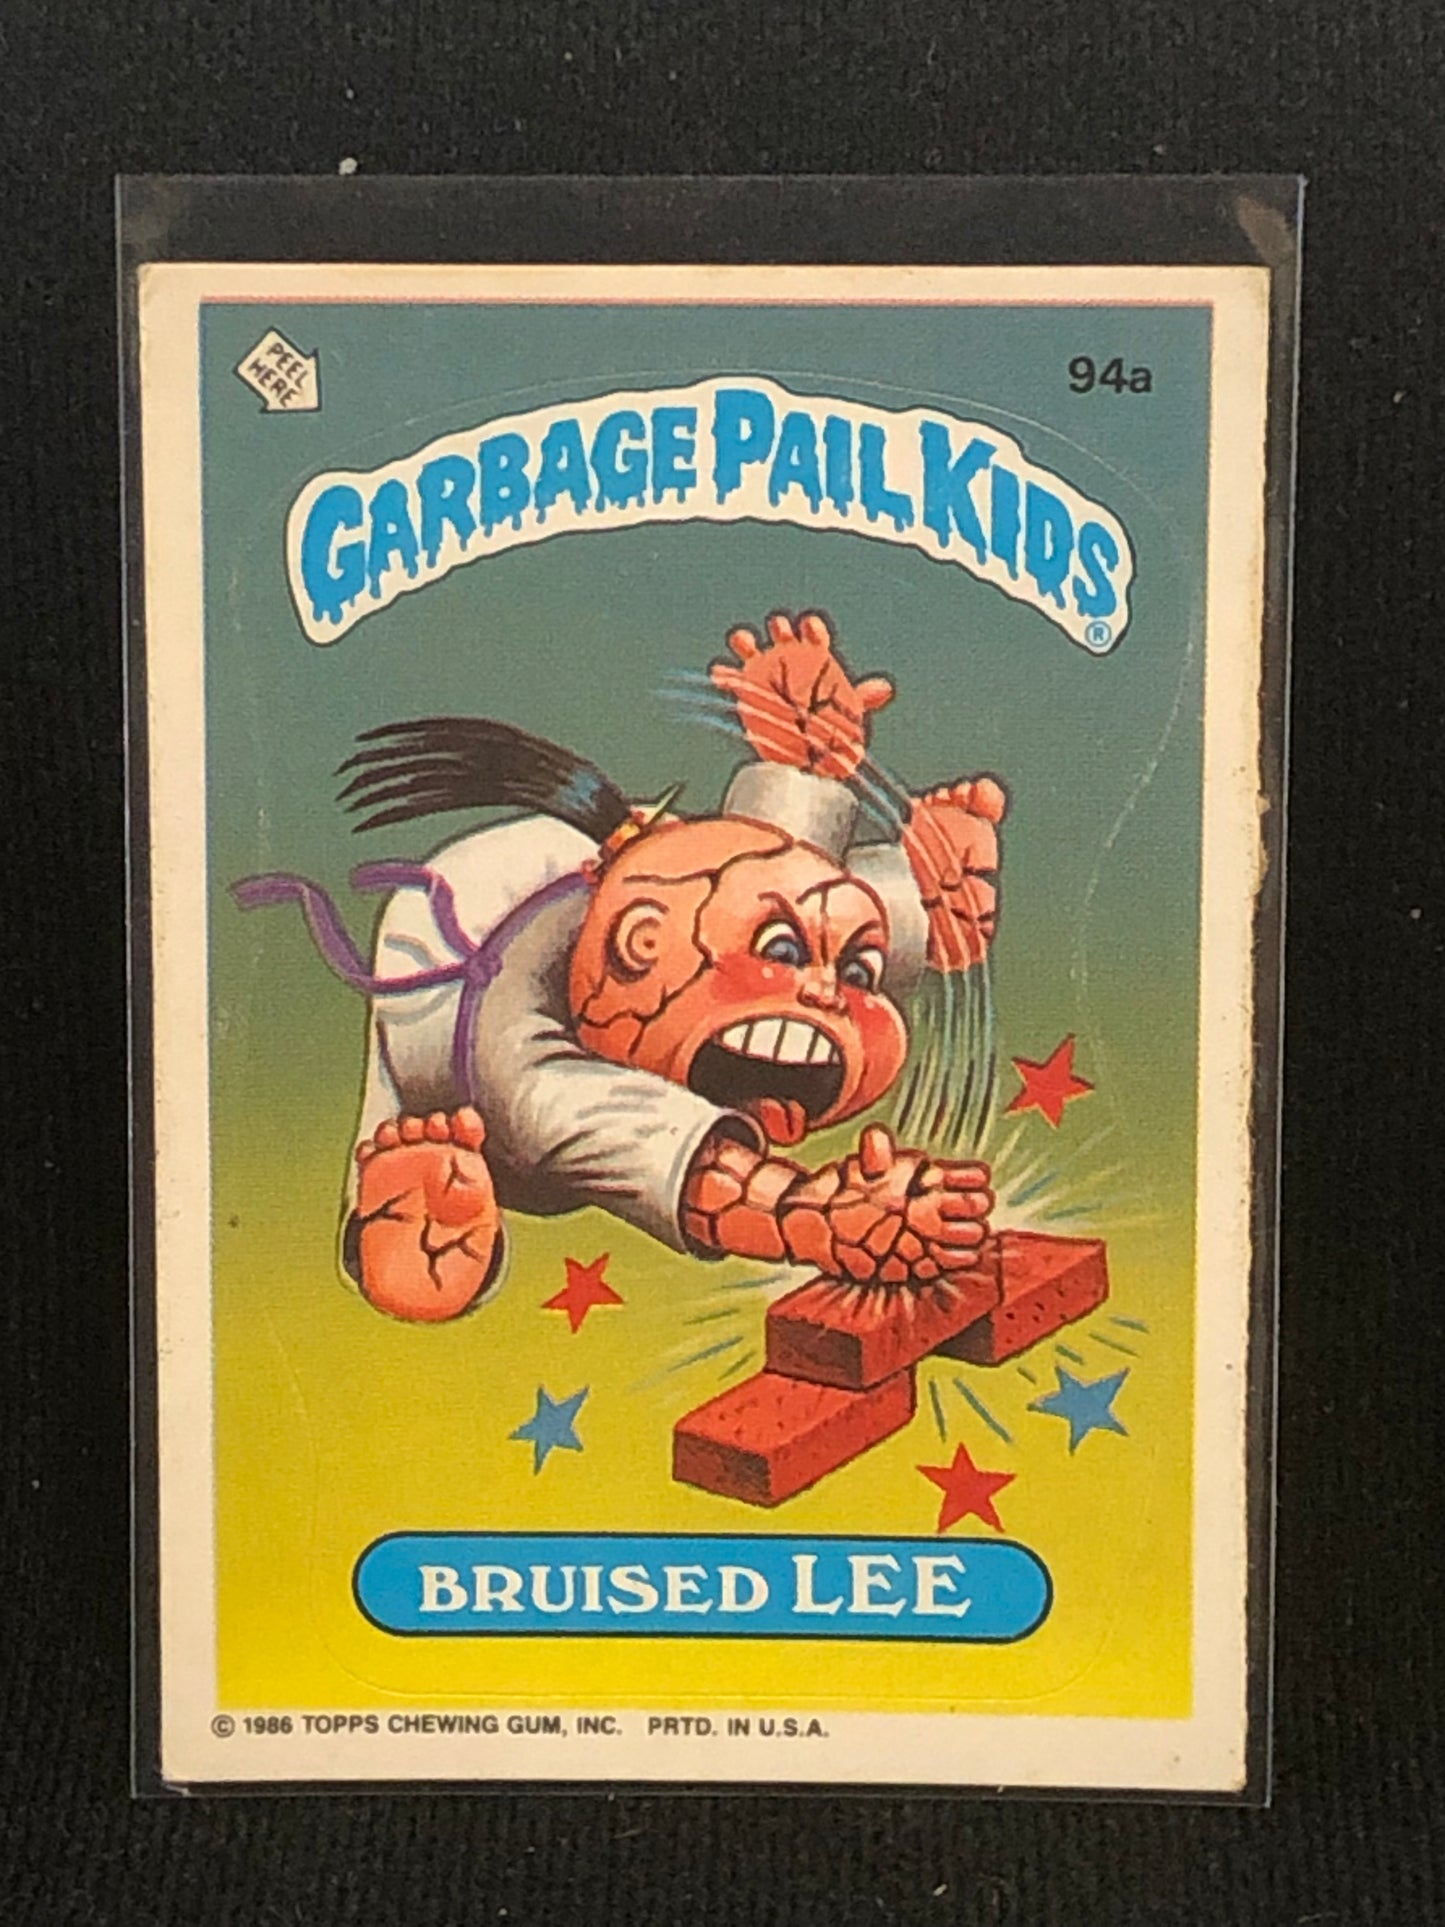 PEEL
HERE
94a
GARBAGE PAIL KIDS
®
BRUISED LEE
© 1986 TOPPS CHEWING GUM, INC. PRTD. IN U.S.A.